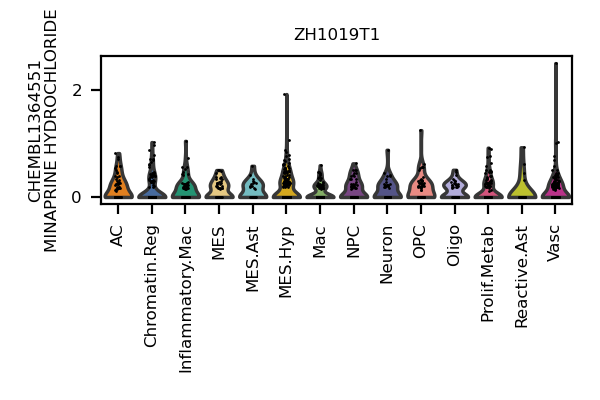 ZH1019T1
CHEMBL1364551
MINAPRINE HYDROCHLORIDE
2
0
AC
Chromatin.Reg
Inflammatory.Mac
MES
MES.Ast
MES.Hyp
Mac
NPC
Neuron
OPC
Oligo
Prolif.Metab
Reactive.Ast
Vasc